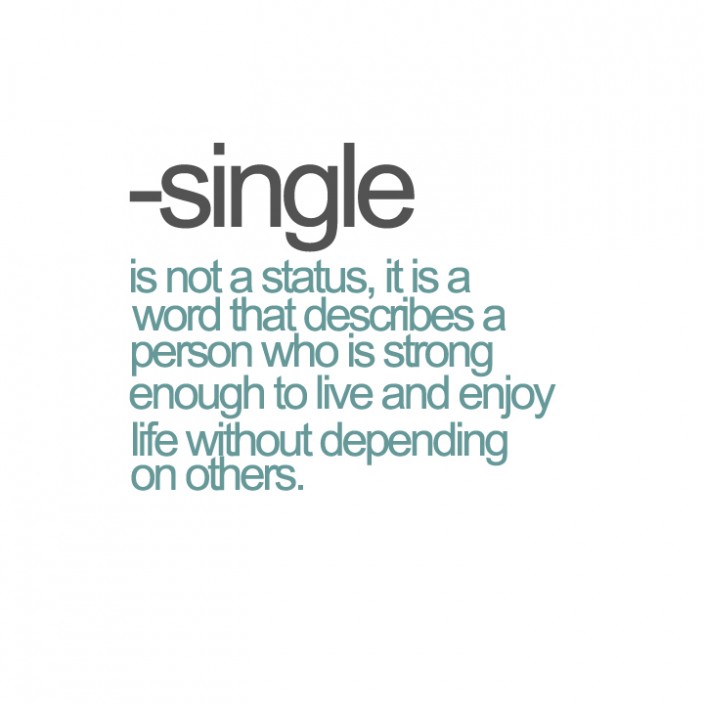 -single
is not a status, it is a
word that describes a
person who is strong
enough to live and enjoy
life without depending
on others.